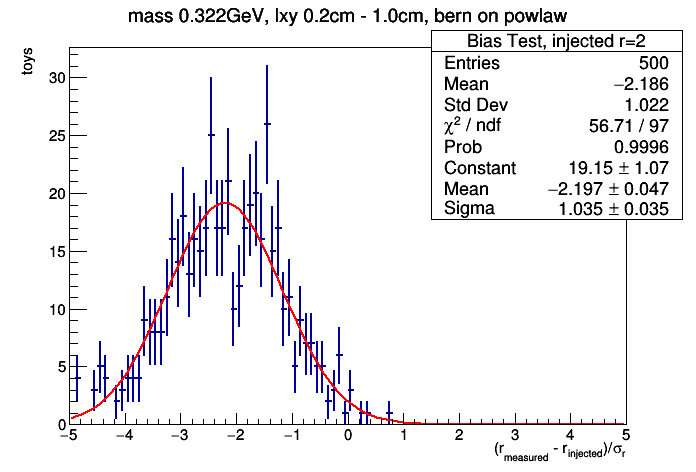 mass 0.322GeV, lxy 0.2cm - 1.0cm, bern on powlaw
toys
Bias Test, injected r=2
Entries 500
Mean −2.186
Std Dev 1.022
χ² / ndf 56.71 / 97
Prob 0.9996
Constant 19.15 ± 1.07
Mean −2.197 ± 0.047
Sigma 1.035 ± 0.035
30
25
20
15
10
5
0
−5 −4 −3 −2 −1 0 1 2 3 4 5
(r_measured - r_injected)/σ_r